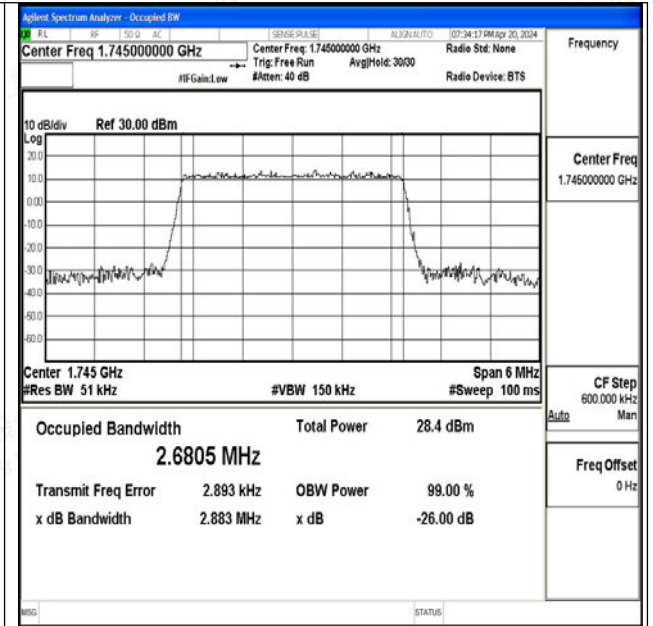 Agilent Spectrum Analyzer - Occupied BW
RL RF 50 Ω AC SENSE:PULSE ALIGN AUTO 07:34:17 PM Apr 20, 2024
Center Freq 1.745000000 GHz
Center Freq: 1.745000000 GHz
Radio Std: None
Trig: Free Run Avg|Hold: 30/30
#IFGain:Low #Atten: 40 dB Radio Device: BTS
10 dB/div Ref 30.00 dBm
Log
20.0
10.0
0.00
-10.0
-20.0
-30.0
-40.0
-50.0
-60.0
Center 1.745 GHz Span 6 MHz
#Res BW 51 kHz #VBW 150 kHz #Sweep 100 ms
Occupied Bandwidth Total Power 28.4 dBm
2.6805 MHz
Transmit Freq Error 2.893 kHz OBW Power 99.00 %
x dB Bandwidth 2.883 MHz x dB -26.00 dB
MSG STATUS
Frequency
Center Freq
1.745000000 GHz
CF Step
600.000 kHz
Auto Man
Freq Offset
0 Hz